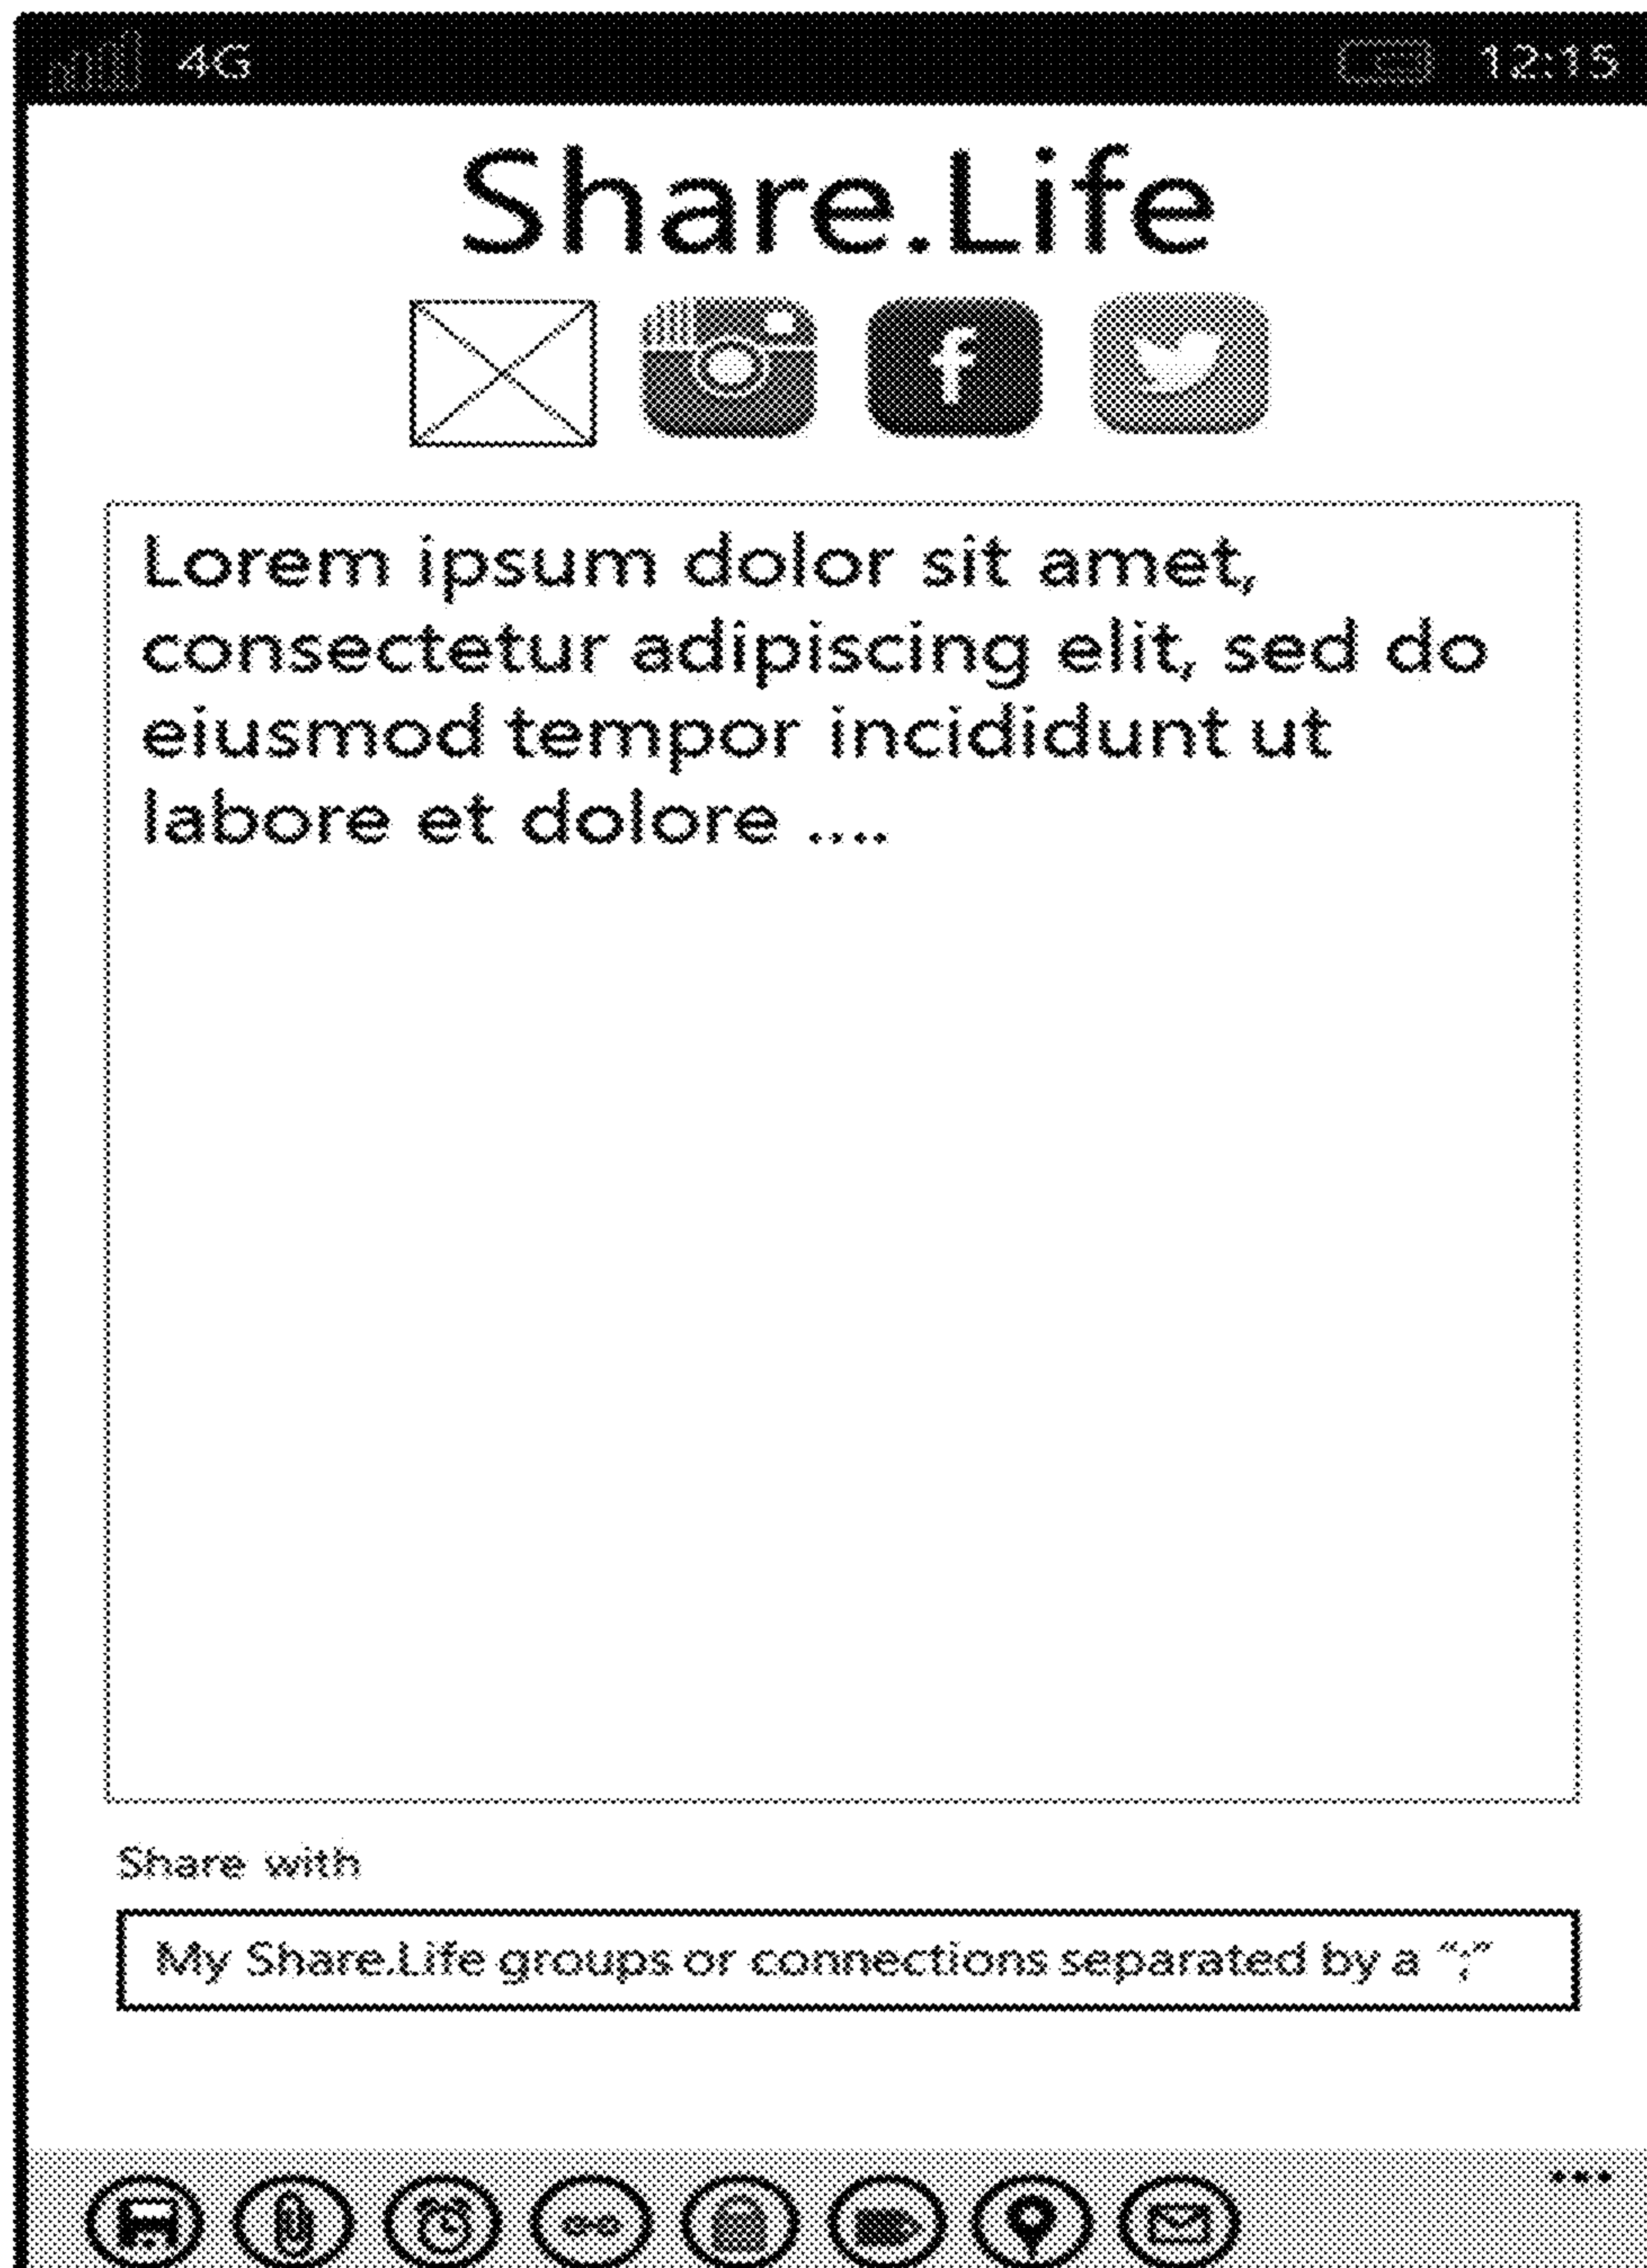 4G 12:15
Share.Life
Lorem ipsum dolor sit amet,
consectetur adipiscing elit, sed do
eiusmod tempor incididunt ut
labore et dolore ....
Share with
My Share.Life groups or connections separated by a “;”